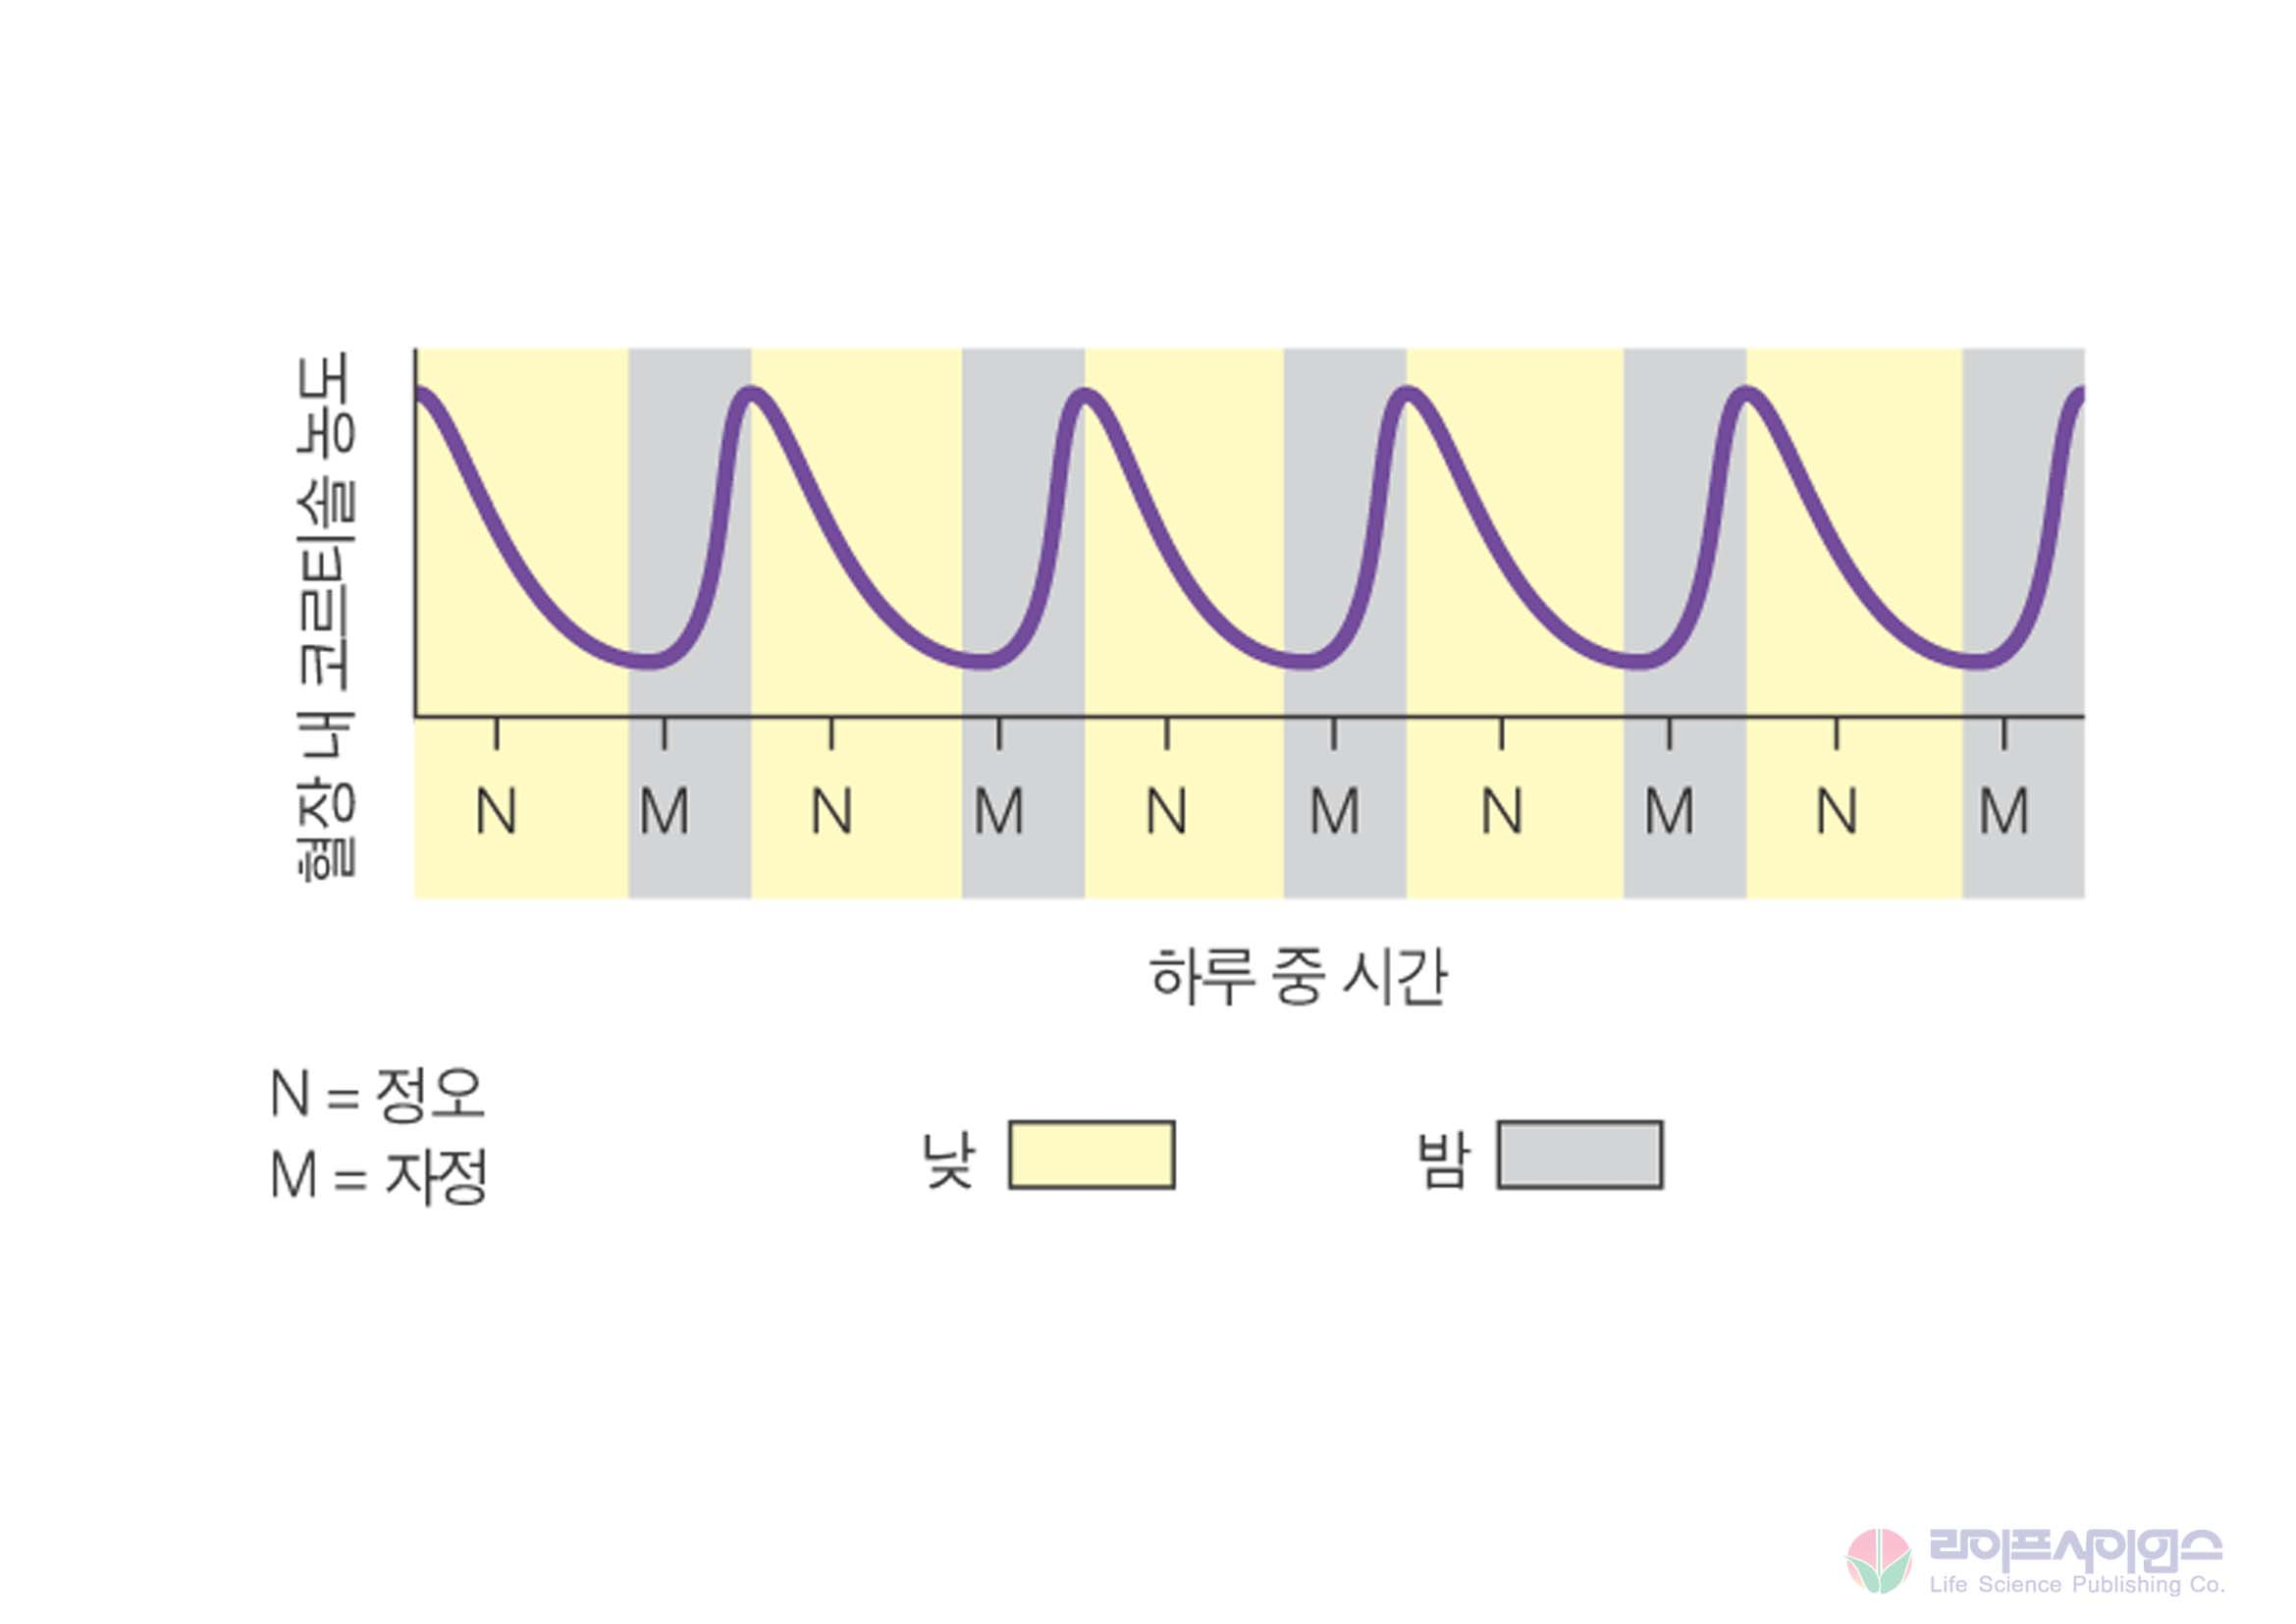 혈장 내 코르티솔 농도
N M N M N M N M N M
하루 중 시간
N = 정오
M = 자정
낮
밤
라이프사이언스
Life Science Publishing Co.